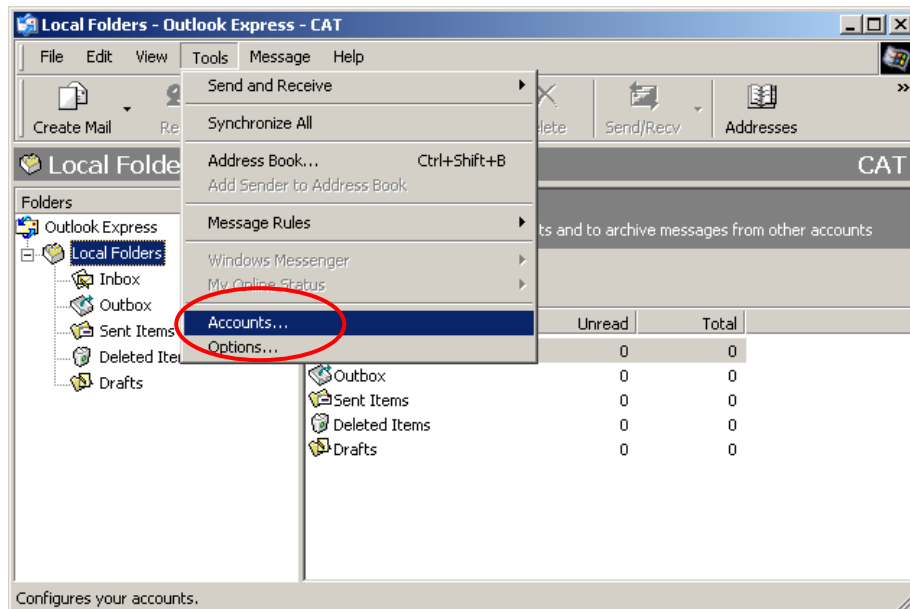 Local Folders - Outlook Express - CAT
File Edit View Tools Message Help
Create Mail Re lete Send/Recv Addresses
Send and Receive
Synchronize All
Address Book... Ctrl+Shift+B
Add Sender to Address Book
Message Rules
Windows Messenger
My Online Status
Accounts...
Options...
Local Folde CAT
Folders
Outlook Express
Local Folders
Inbox
Outbox
Sent Items
Deleted Ite
Drafts
ts and to archive messages from other accounts
Unread Total
0 0
Outbox 0 0
Sent Items 0 0
Deleted Items 0 0
Drafts 0 0
Configures your accounts.